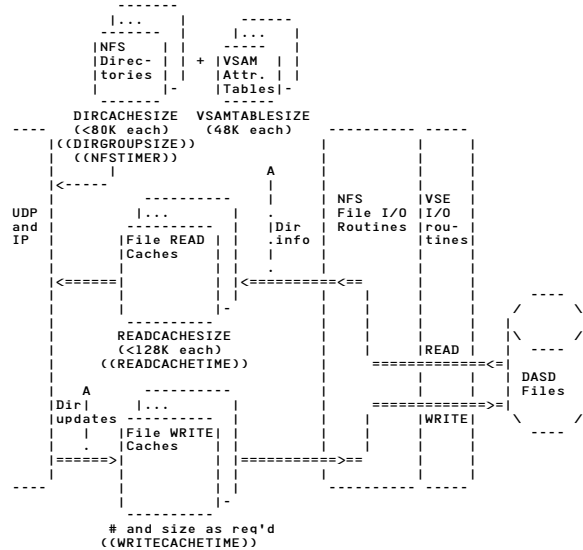 |...
|...
NFS Direc- tories + VSAM Attr. Tables
DIRCACHESIZE VSAMTABLESIZE
(<80K each) (48K each)
((DIRGROUPSIZE))
((NFSTIMER))
A
UDP and IP
|...
Dir .info
NFS File I/O Routines
VSE I/O rou- tines
File READ Caches
READCACHESIZE
(<128K each)
((READCACHETIME))
READ
DASD Files
A
Dir updates
|...
WRITE
File WRITE Caches
# and size as req'd
((WRITECACHETIME))